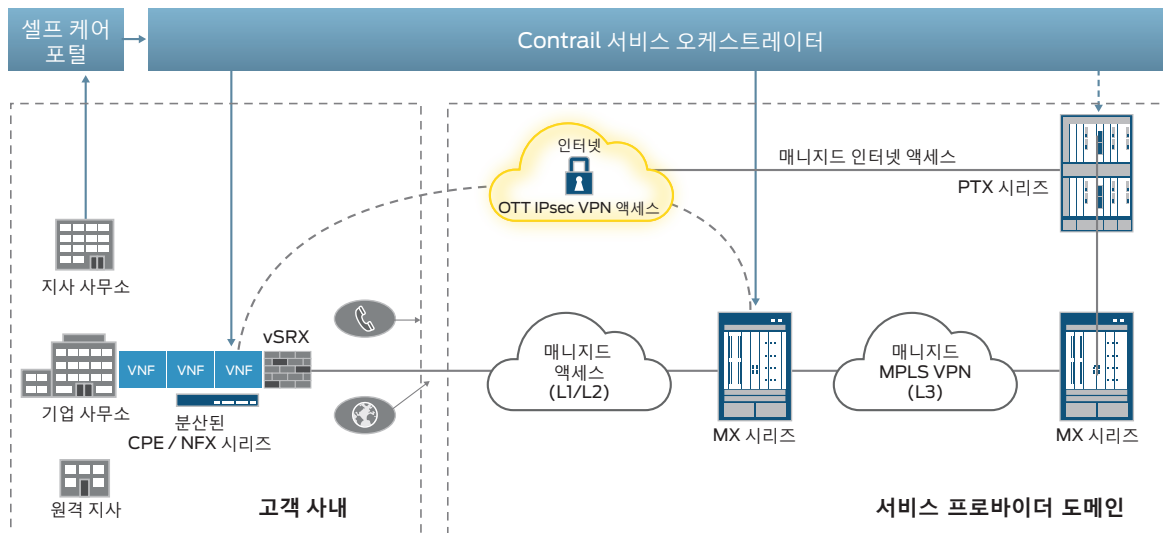 셀프 케어
포털
Contrail 서비스 오케스트레이터
인터넷
OTT IPsec VPN 액세스
매니지드 인터넷 액세스
PTX 시리즈
지사 사무소
vSRX
VNF
VNF
VNF
기업 사무소
분산된
CPE / NFX 시리즈
매니지드
액세스
(L1/L2)
MX 시리즈
매니지드
MPLS VPN
(L3)
MX 시리즈
원격 지사
고객 사내
서비스 프로바이더 도메인